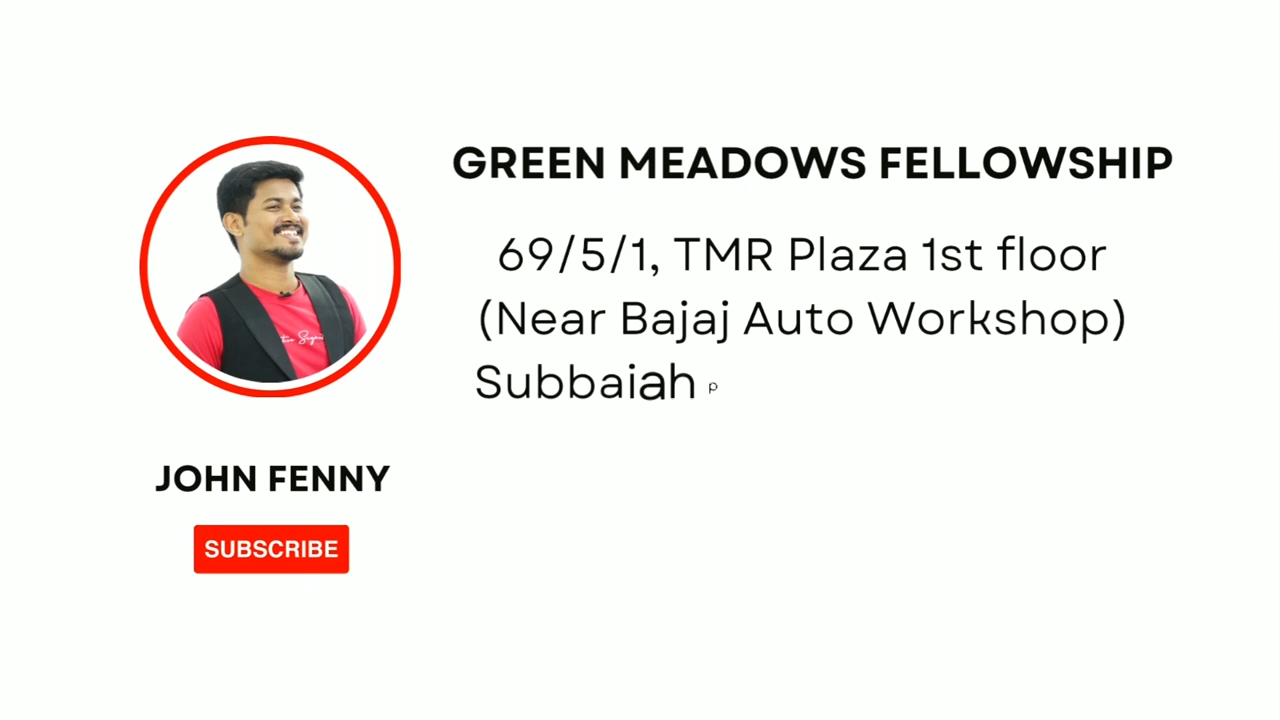 GREEN MEADOWS FELLOWSHIP
69/5/1, TMR Plaza 1st floor
(Near Bajaj Auto Workshop)
Subbaiah p
JOHN FENNY
SUBSCRIBE